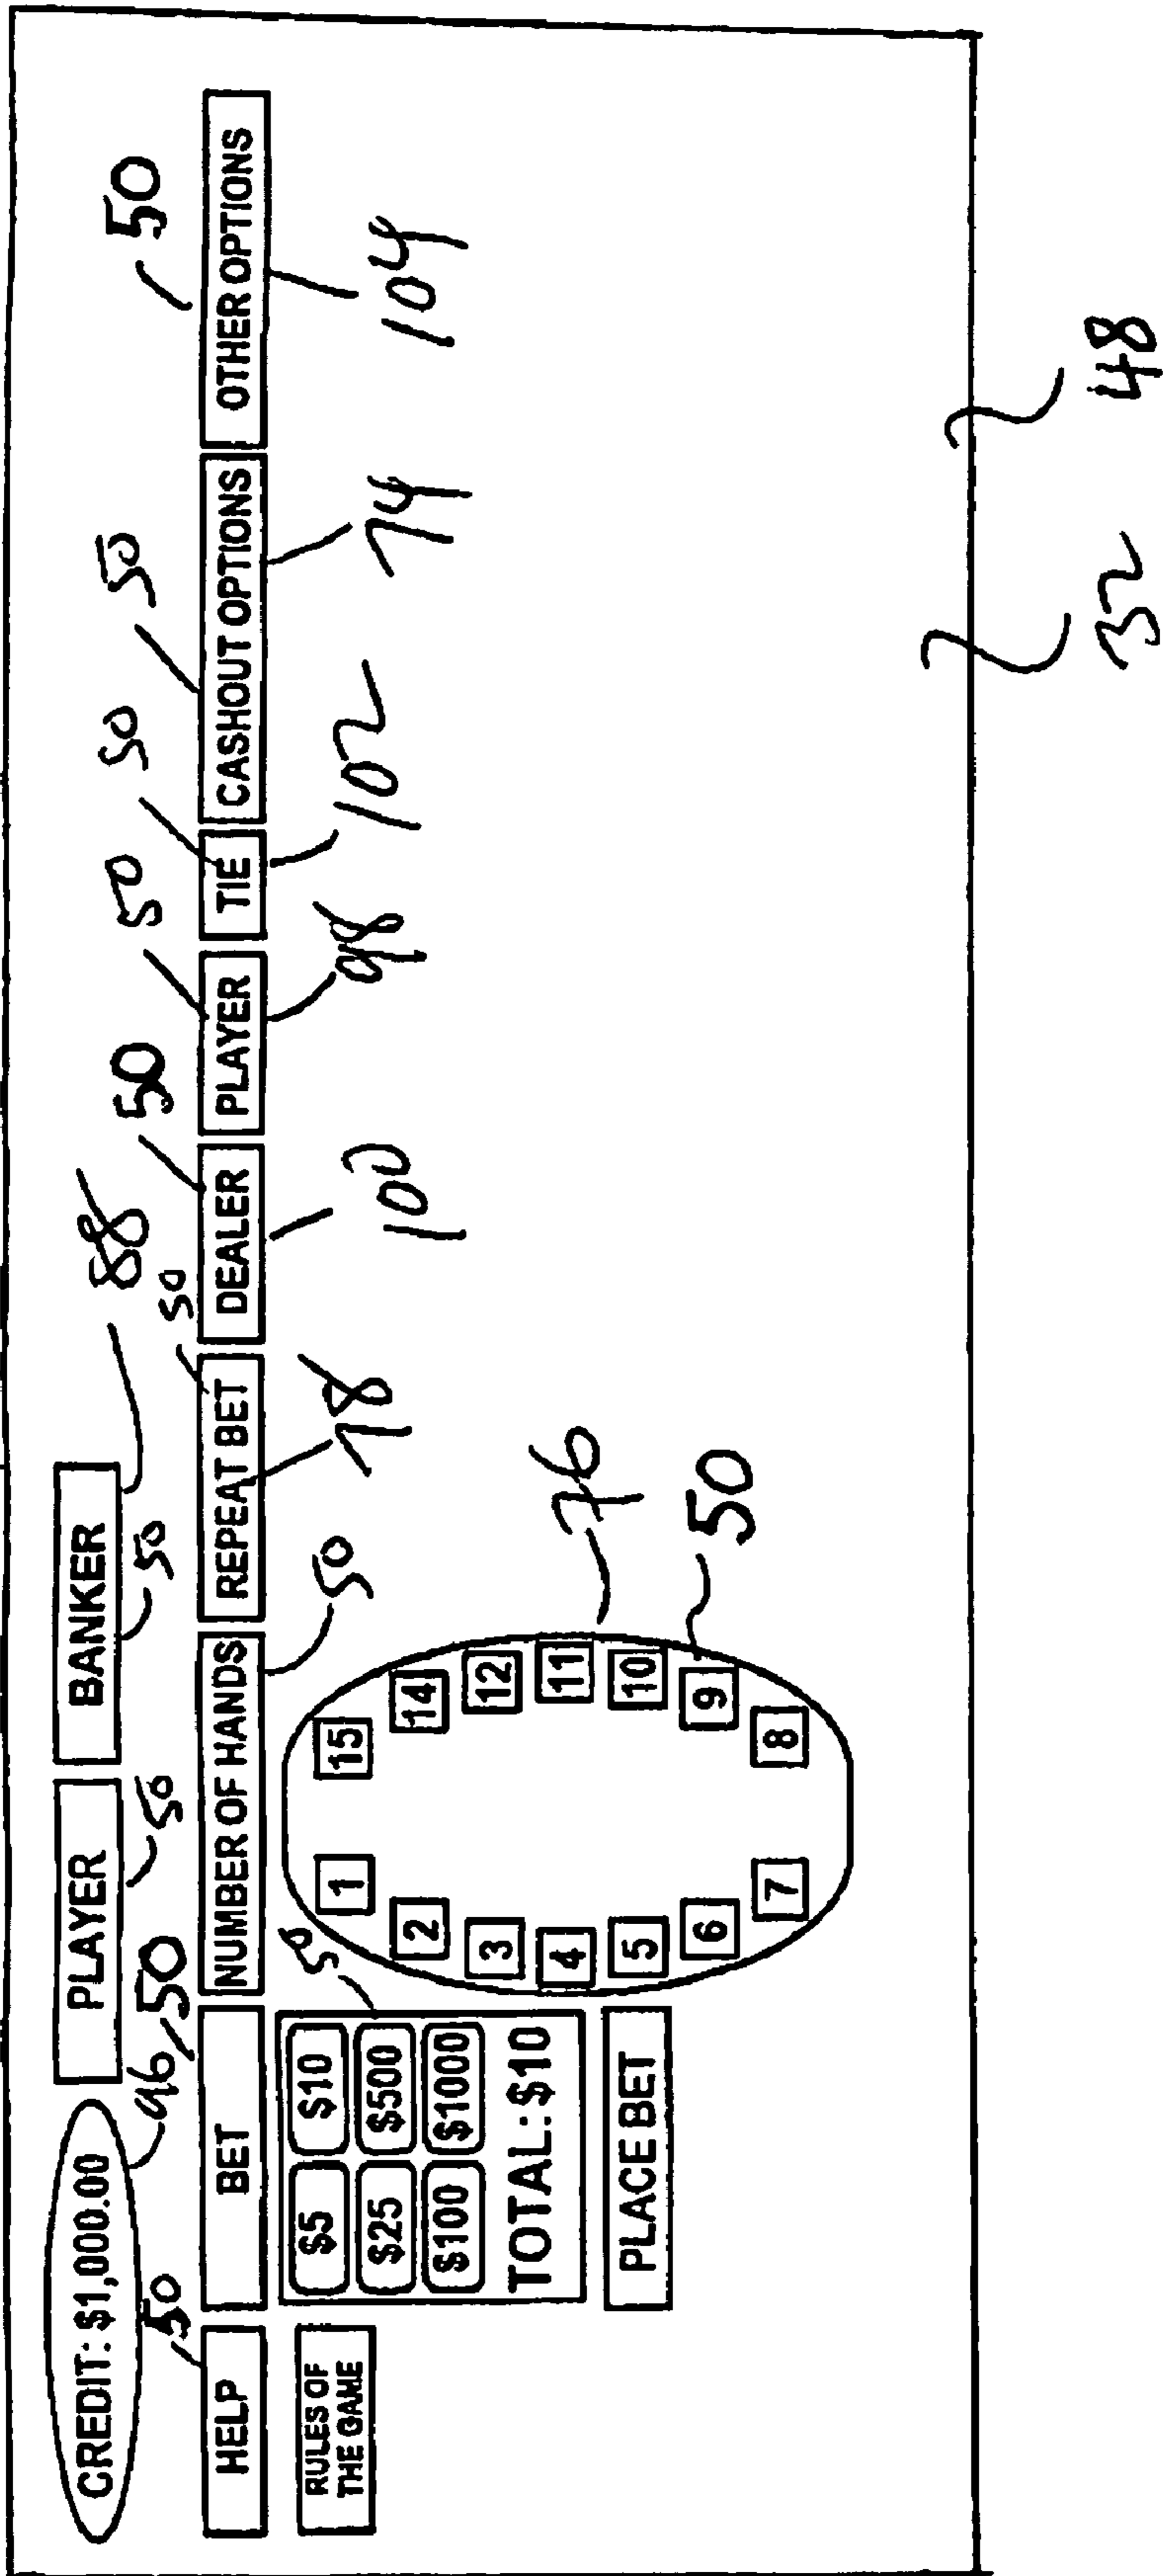 CREDIT: $1,000.00
96
PLAYER
50
BANKER
50
88
50
HELP
50
BET
NUMBER OF HANDS
50
REPEAT BET
50
78
DEALER
50
100
PLAYER
50
98
TIE
50
102
CASHOUT OPTIONS
50
74
OTHER OPTIONS
50
104
RULES OF
THE GAME
$5 $10
$25 $500
$100 $1000
TOTAL:$10
50
PLACE BET
1 15
2 14
3 12
4 11
5 10
6 9
7 8
76
50
32
48